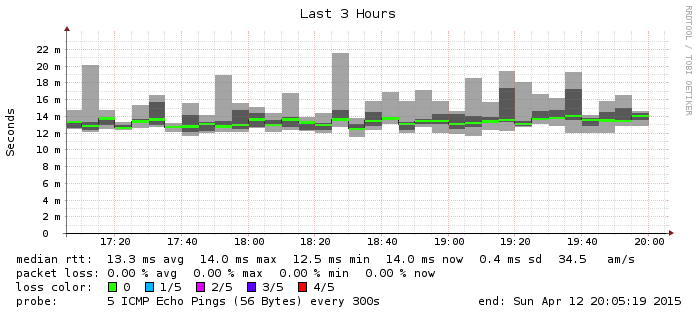 Last 3 Hours
RRDTOOL / TOBI OETIKER
Seconds
22 m
20 m
18 m
16 m
14 m
12 m
10 m
8 m
6 m
4 m
2 m
0
17:20 17:40 18:00 18:20 18:40 19:00 19:20 19:40 20:00
median rtt: 13.3 ms avg 14.0 ms max 12.5 ms min 14.0 ms now 0.4 ms sd 34.5 am/s
packet loss: 0.00 % avg 0.00 % max 0.00 % min 0.00 % now
loss color: 0 1/5 2/5 3/5 4/5
probe: 5 ICMP Echo Pings (56 Bytes) every 300s end: Sun Apr 12 20:05:19 2015